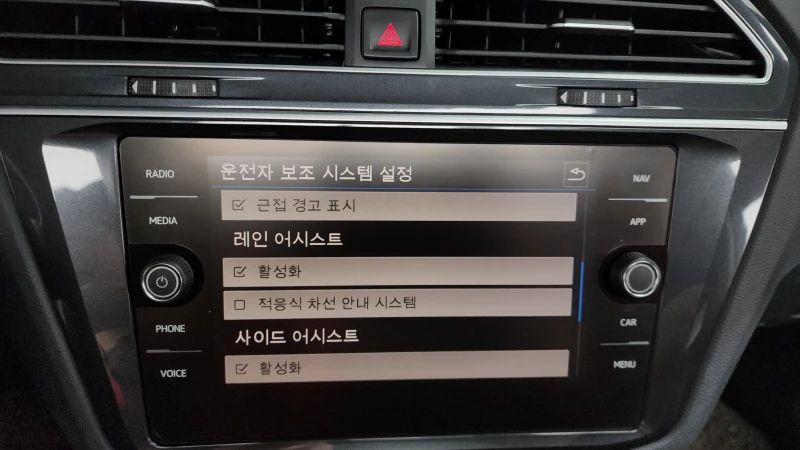 RADIO
MEDIA
PHONE
VOICE
운전자 보조 시스템 설정
근접 경고 표시
레인 어시스트
활성화
적응식 차선 안내 시스템
사이드 어시스트
활성화
NAV
APP
CAR
MENU